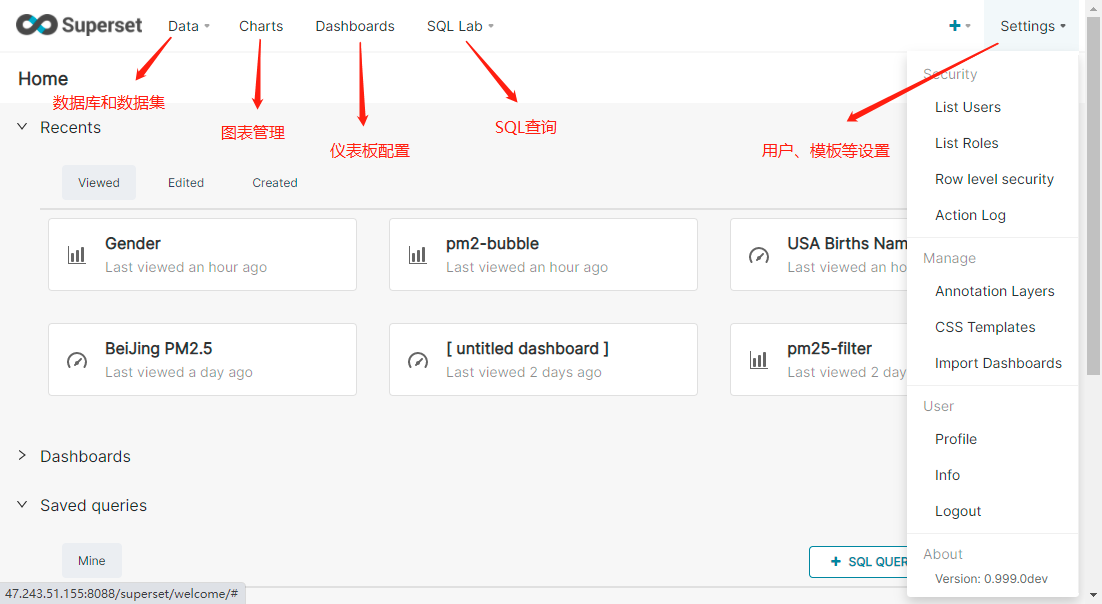 Superset Data Charts Dashboards SQL Lab + Settings
Home
数据库和数据集
图表管理
仪表板配置
SQL查询
用户、模板等设置
Recents
Viewed Edited Created
Gender
Last viewed an hour ago
pm2-bubble
Last viewed an hour ago
USA Births Nam
Last viewed an ho
BeiJing PM2.5
Last viewed a day ago
[ untitled dashboard ]
Last viewed 2 days ago
pm25-filter
Last viewed 2 day
Dashboards
Saved queries
Mine
+ SQL QUER
47.243.51.155:8088/superset/welcome/#
Security
List Users
List Roles
Row level security
Action Log
Manage
Annotation Layers
CSS Templates
Import Dashboards
User
Profile
Info
Logout
About
Version: 0.999.0dev